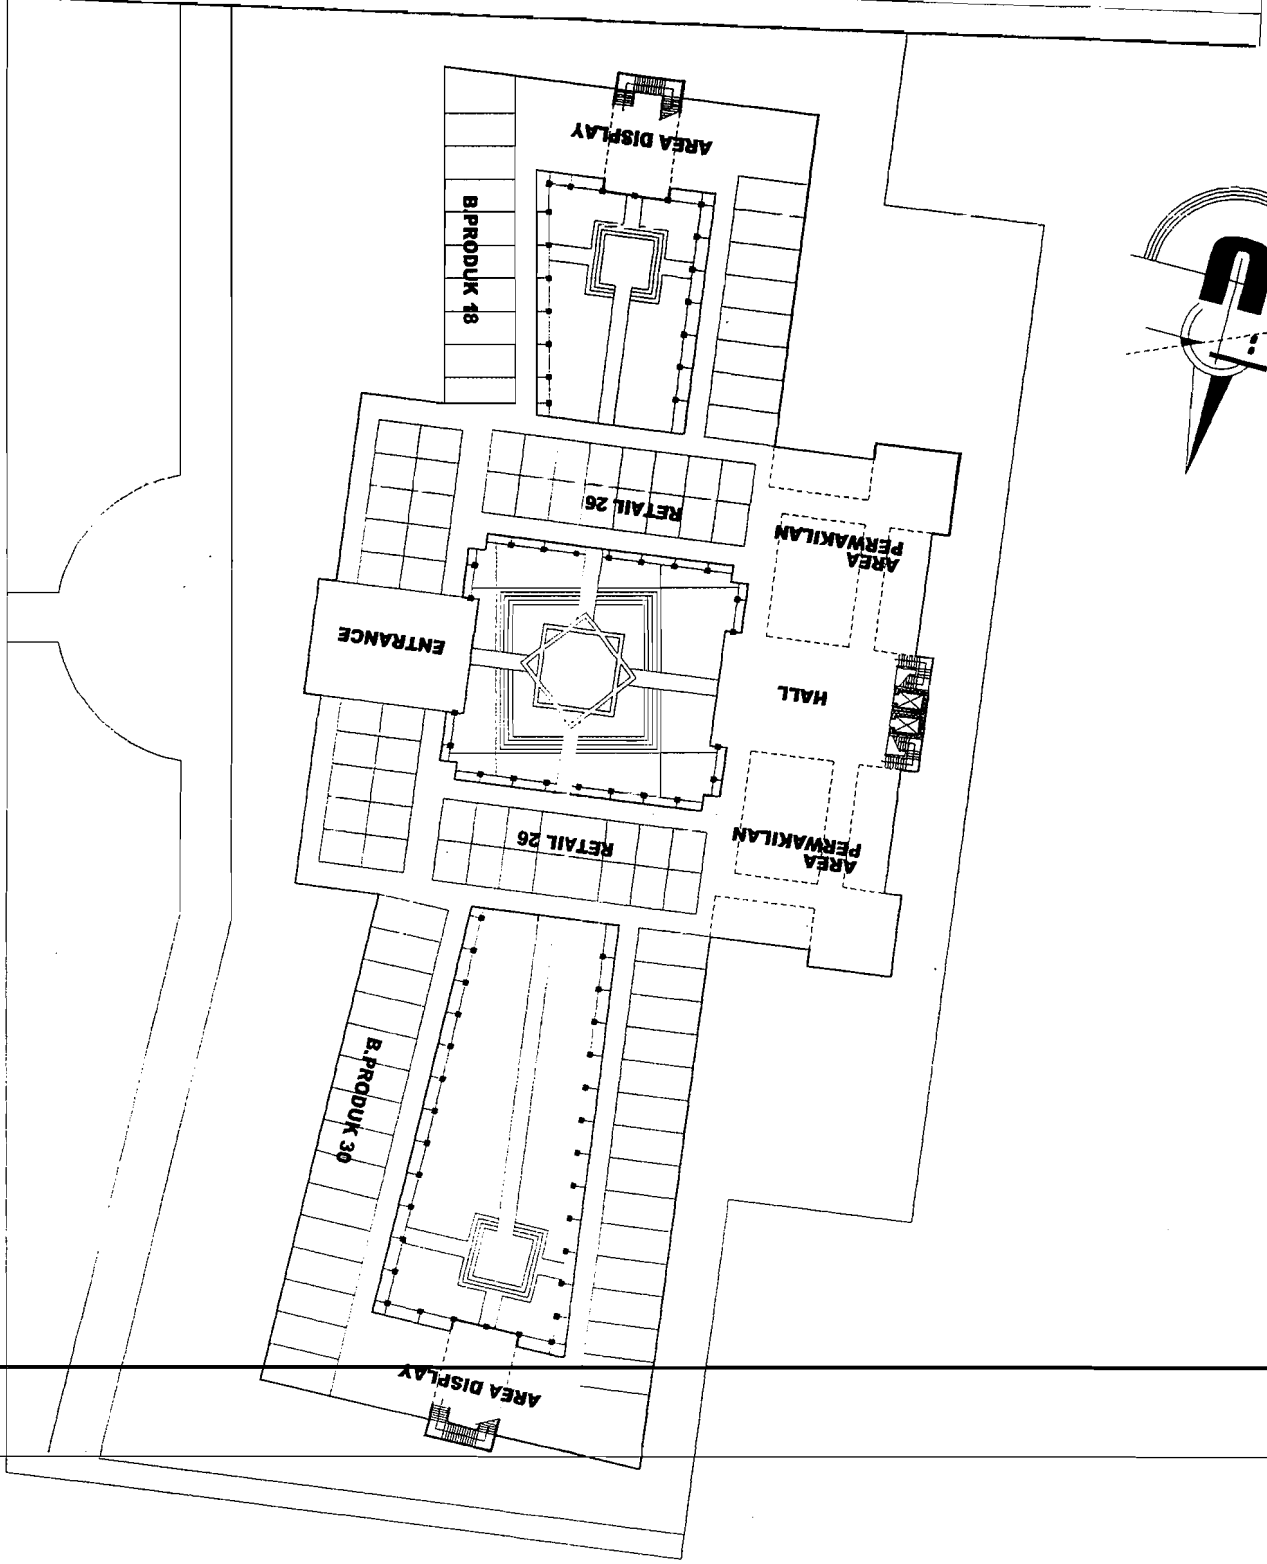 AREA DISPLAY
B.PRODUK 18
RETAIL 26
AREA
PERWAKILAN
ENTRANCE
HALL
RETAIL 26
AREA
PERWAKILAN
B.PRODUK 30
AREA DISPLAY